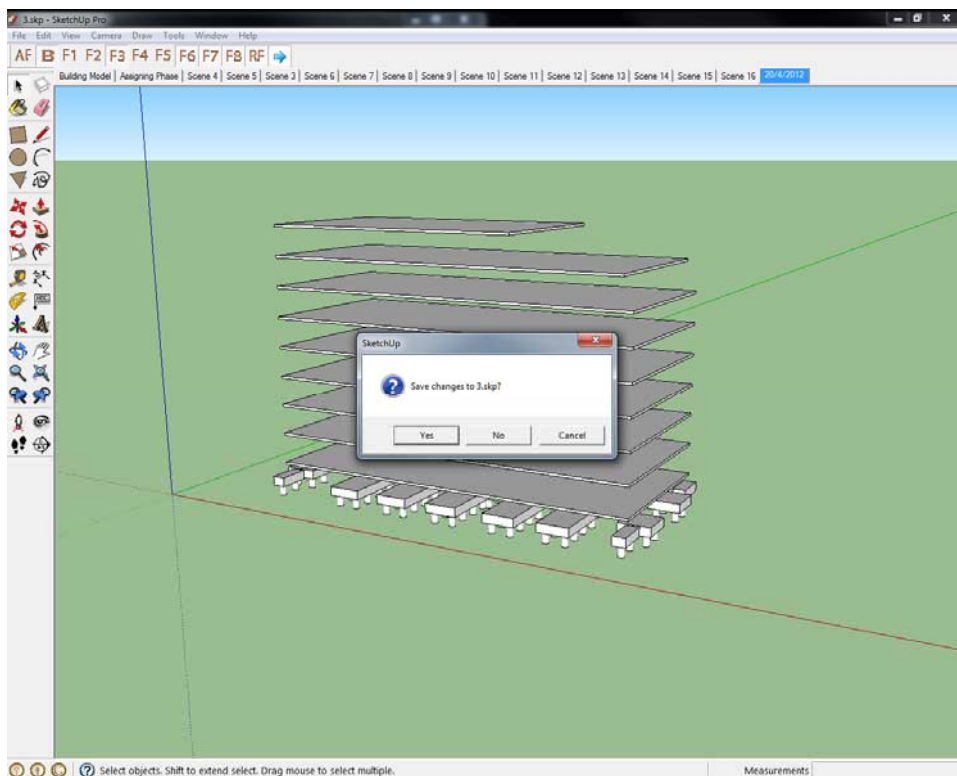 3.skp - SketchUp Pro
File Edit View Camera Draw Tools Window Help
AF B F1 F2 F3 F4 F5 F6 F7 F8 RF
Building Model | Assigning Phase | Scene 4 | Scene 5 | Scene 3 | Scene 6 | Scene 7 | Scene 8 | Scene 9 | Scene 10 | Scene 11 | Scene 12 | Scene 13 | Scene 14 | Scene 15 | Scene 16 | 20/4/2012
SketchUp
Save changes to 3.skp?
Yes No Cancel
Select objects. Shift to extend select. Drag mouse to select multiple. Measurements